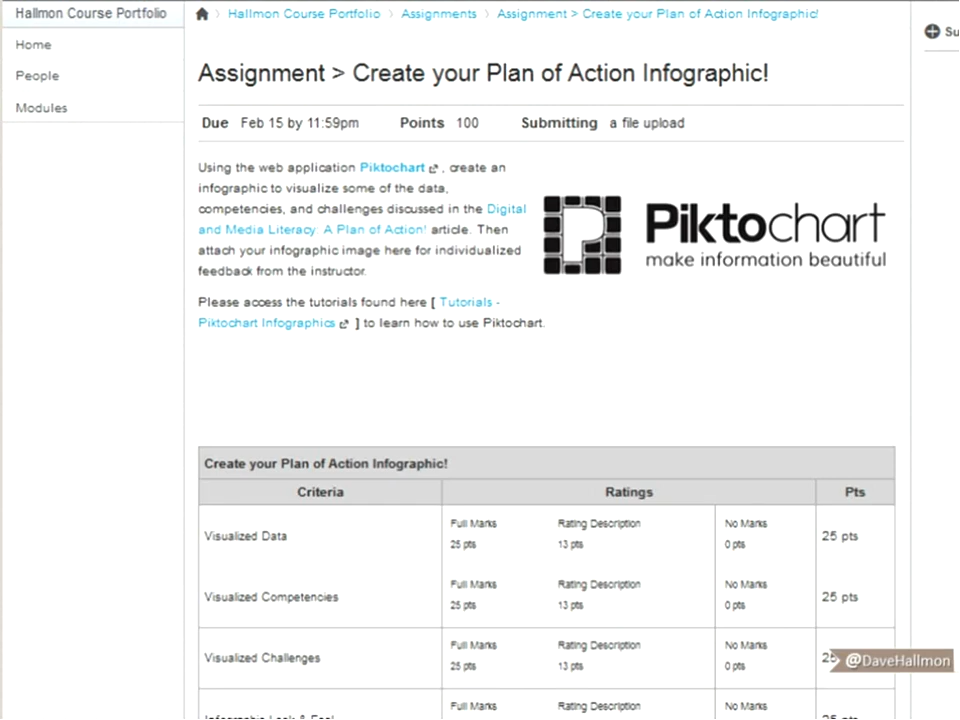 Hallmon Course Portfolio
Home
People
Modules
Hallmon Course Portfolio > Assignments > Assignment > Create your Plan of Action Infographic!
Su
Assignment > Create your Plan of Action Infographic!
Due Feb 15 by 11:59pm Points 100 Submitting a file upload
Using the web application Piktochart , create an
infographic to visualize some of the data,
competencies, and challenges discussed in the Digital
and Media Literacy: A Plan of Action! article. Then
attach your infographic image here for individualized
feedback from the instructor.
Piktochart
make information beautiful
Please access the tutorials found here [ Tutorials -
Piktochart Infographics ] to learn how to use Piktochart.
Create your Plan of Action Infographic!
Criteria Ratings Pts
Visualized Data
Full Marks
25 pts
Rating Description
13 pts
No Marks
0 pts
25 pts
Visualized Competencies
Full Marks
25 pts
Rating Description
13 pts
No Marks
0 pts
25 pts
Visualized Challenges
Full Marks
25 pts
Rating Description
13 pts
No Marks
0 pts
@DaveHallmon
Infographic Look & Feel
Full Marks
Rating Description
No Marks
25 pts